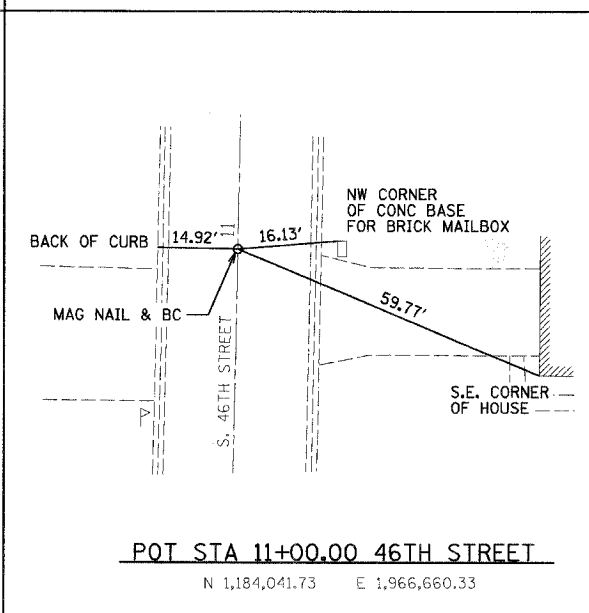 NW CORNER
OF CONC BASE
FOR BRICK MAILBOX
BACK OF CURB
14.92'
11
16.13'
59.77'
MAG NAIL & BC
S. 46TH STREET
S.E. CORNER
OF HOUSE
POT STA 11+00.00 46TH STREET
N 1,184,041.73 E 1,966,660.33